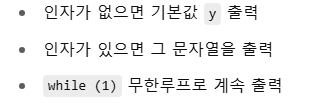 인자가 없으면 기본값 y 출력
인자가 있으면 그 문자열을 출력
while (1) 무한루프로 계속 출력